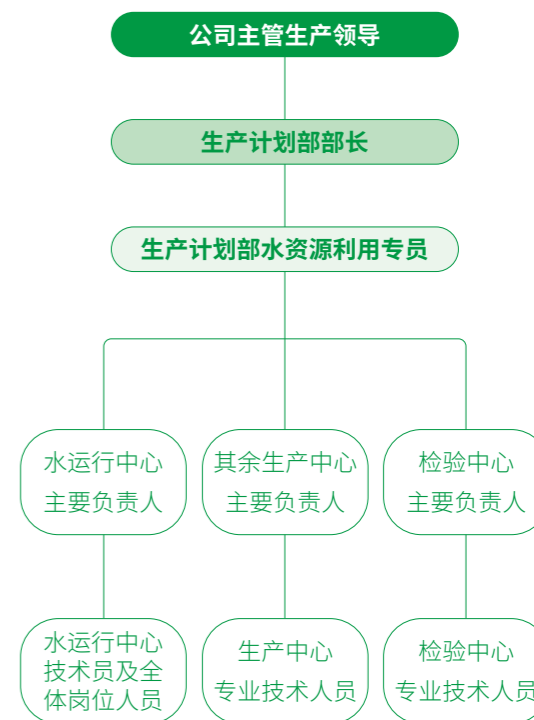 公司主管生产领导
生产计划部部长
生产计划部水资源利用专员
水运行中心
主要负责人
其余生产中心
主要负责人
检验中心
主要负责人
水运行中心
技术员及全
体岗位人员
生产中心
专业技术人员
检验中心
专业技术人员